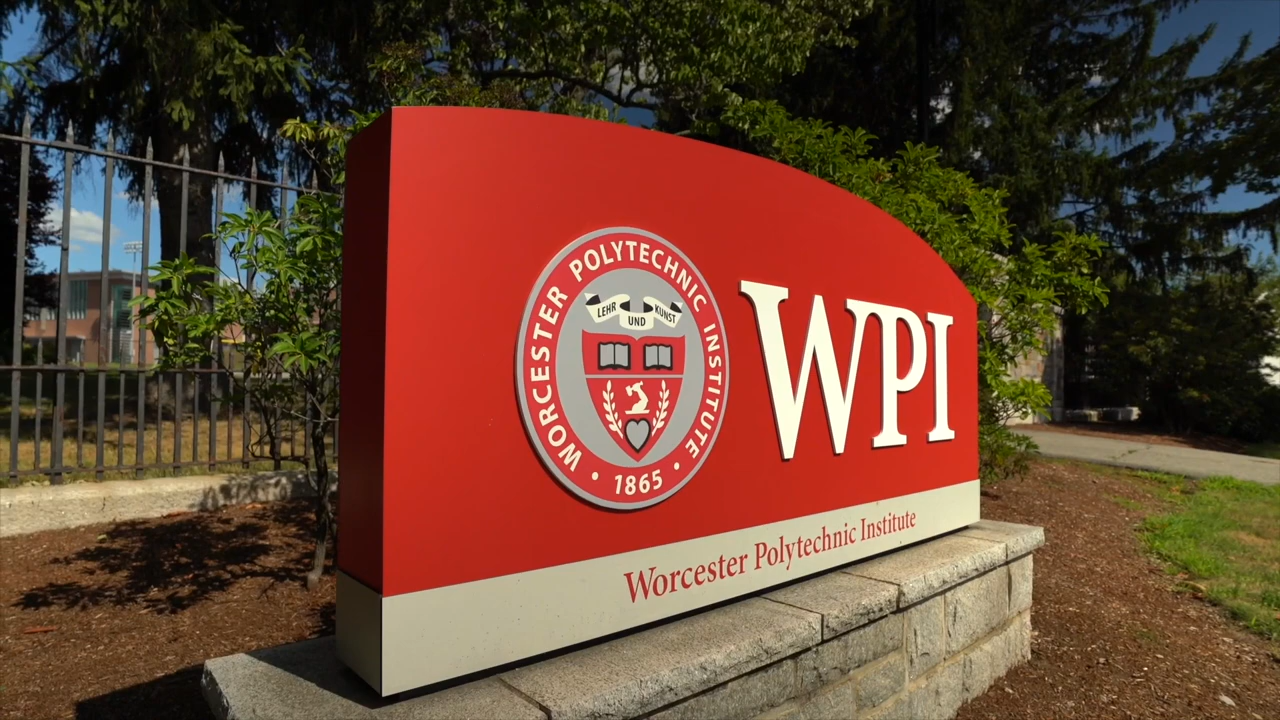 WORCESTER POLYTECHNIC INSTITUTE
LEHR
UND
KUNST
• 1865 •
WPI
Worcester Polytechnic Institute